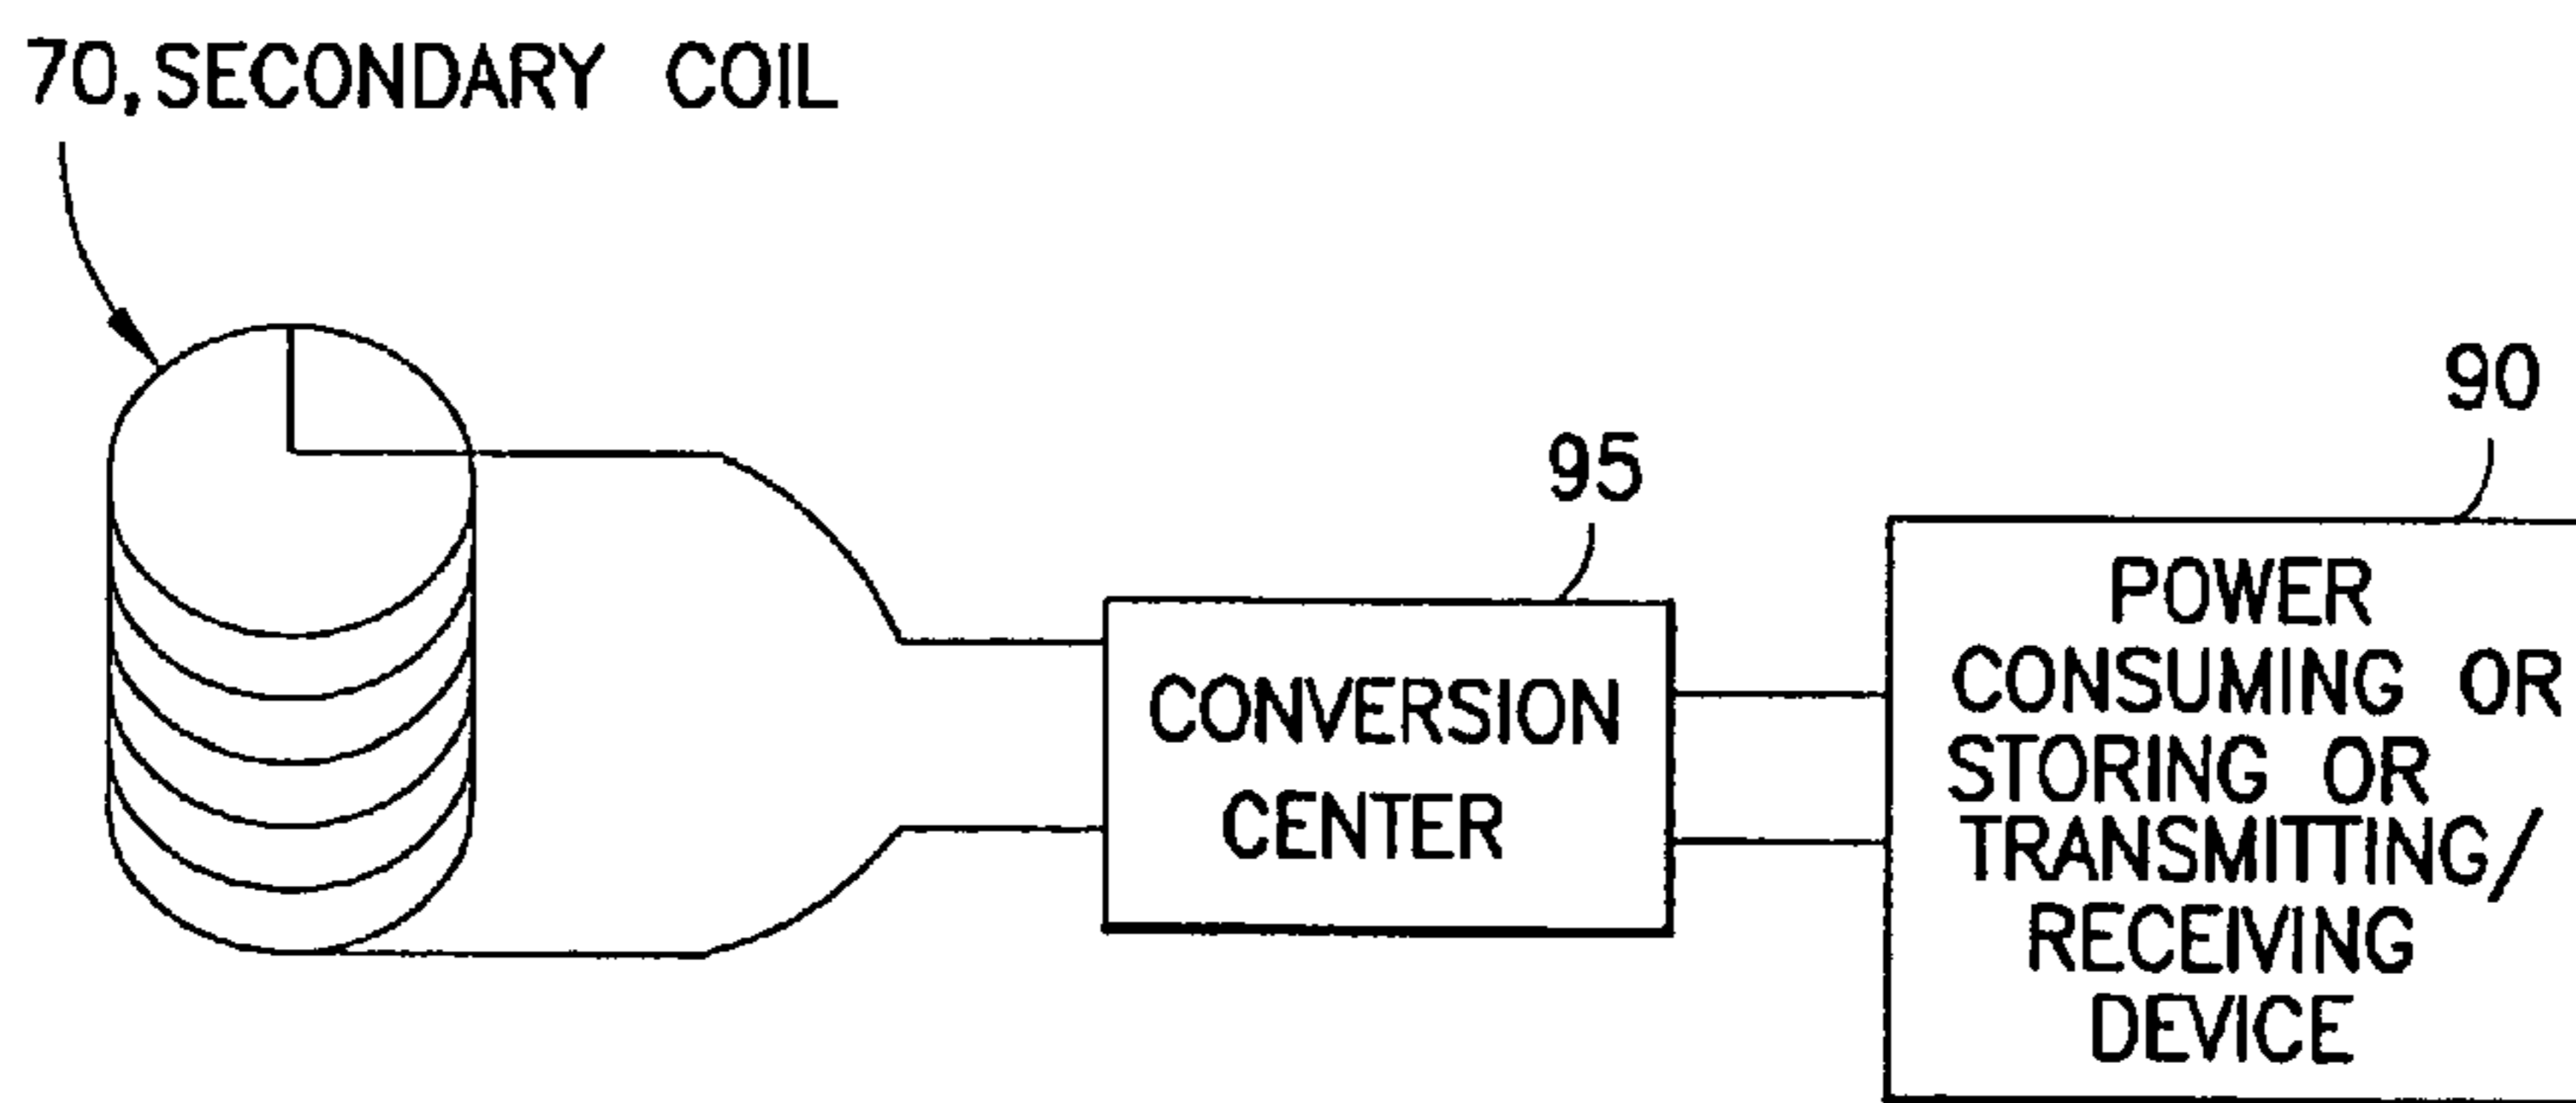 70, SECONDARY COIL
90
95
POWER
CONSUMING OR
STORING OR
TRANSMITTING/
RECEIVING
DEVICE
CONVERSION
CENTER